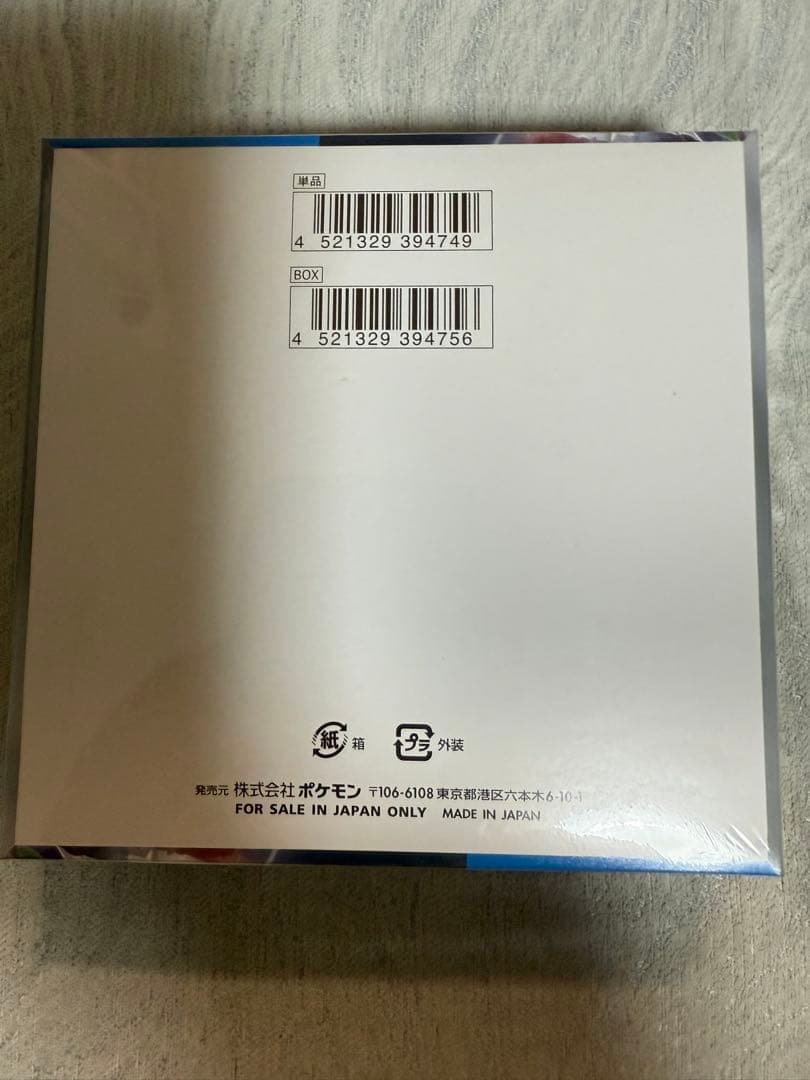 単品
4 521329 394749
BOX
4 521329 394756
紙 箱 プラ 外装
発売元 株式会社 ポケモン 〒106-6108 東京都港区六本木6-10-1
FOR SALE IN JAPAN ONLY MADE IN JAPAN